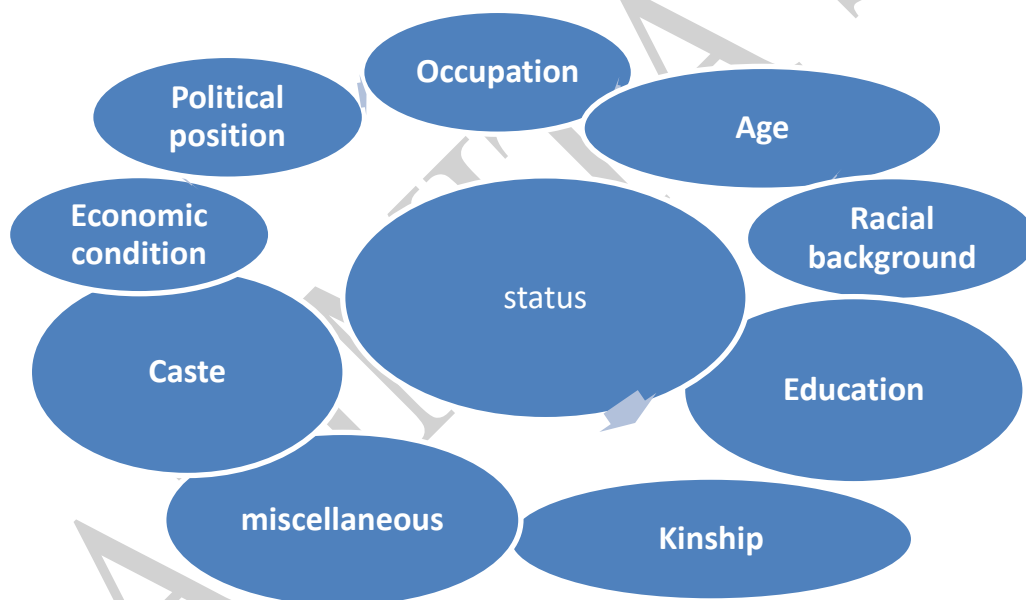 Occupation
Political
position
Age
Economic
condition
Racial
background
status
Caste
Education
miscellaneous
Kinship